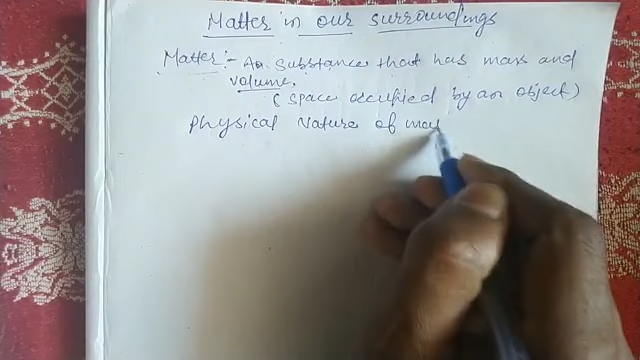 Matter in our surroundings
Matter :- An substance that has mass and
volume.
( space occupied by an object)
Physical Nature of mat